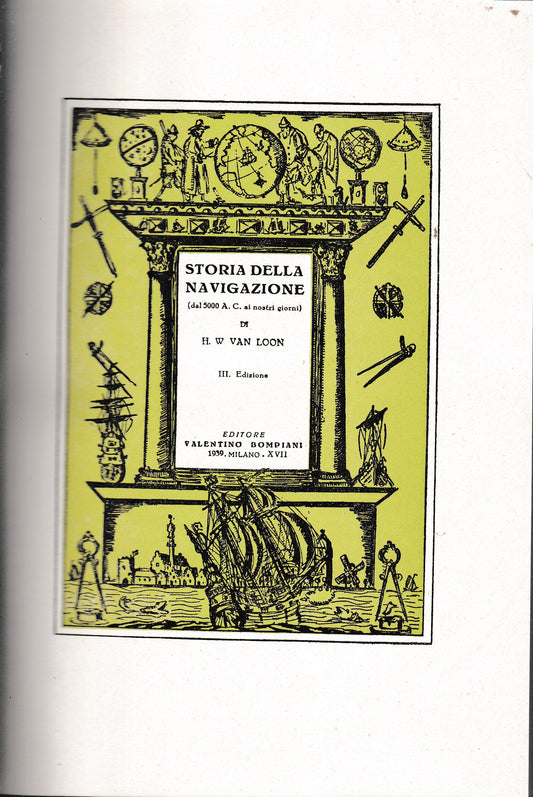 STORIA DELLA
NAVIGAZIONE
(dal 5000 A. C. ai nostri giorni)
DI
H. W VAN LOON
III. Edizione
EDITORE
VALENTINO BOMPIANI
1939. MILANO. XVII